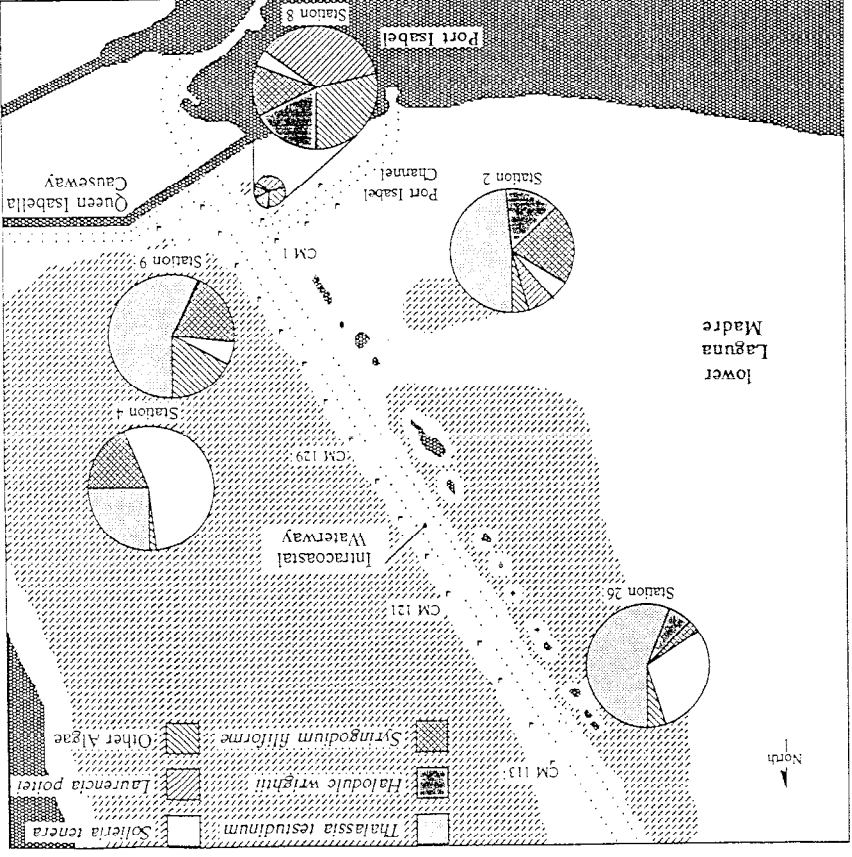 Thalassia testudinum
Solieria tenera
Halodule wrightii
Laurencia poitei
Syringodium filiforme
Other Algae
North
CM 113
Station 26
CM 121
Intracoastal
Waterway
CM 129
Station 4
lower
Laguna
Madre
Station 9
CM 1
Station 2
Port Isabel
Channel
Queen Isabella
Causeway
Port Isabel
Station 8